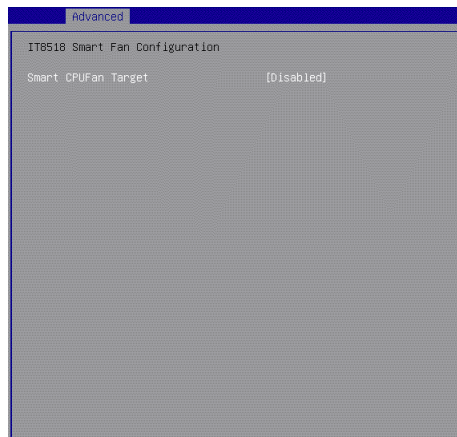 Advanced
IT8518 Smart Fan Configuration
Smart CPUFan Target [Disabled]